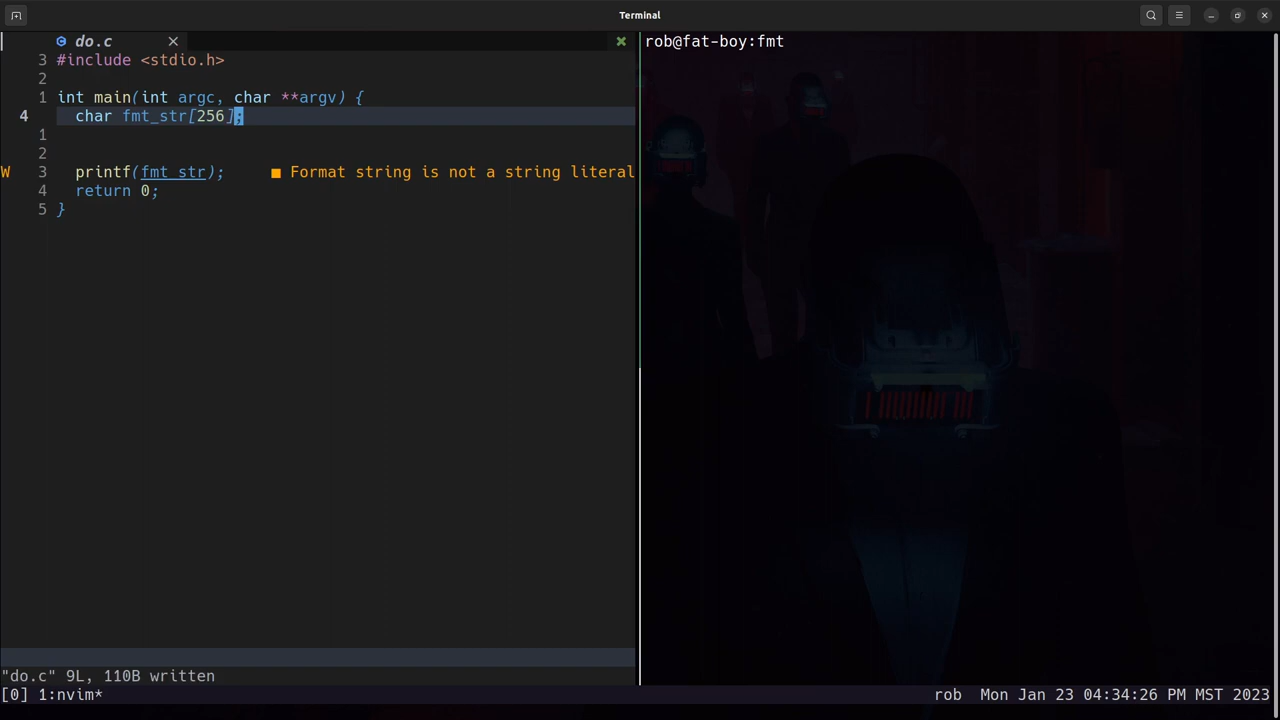 Terminal
do.c
rob@fat-boy:fmt
3 #include <stdio.h>
2
1 int main(int argc, char **argv) {
4 char fmt_str[256];
1
2
W 3 printf(fmt_str); ■ Format string is not a string literal
4 return 0;
5 }
"do.c" 9L, 110B written
[0] 1:nvim* rob Mon Jan 23 04:34:26 PM MST 2023